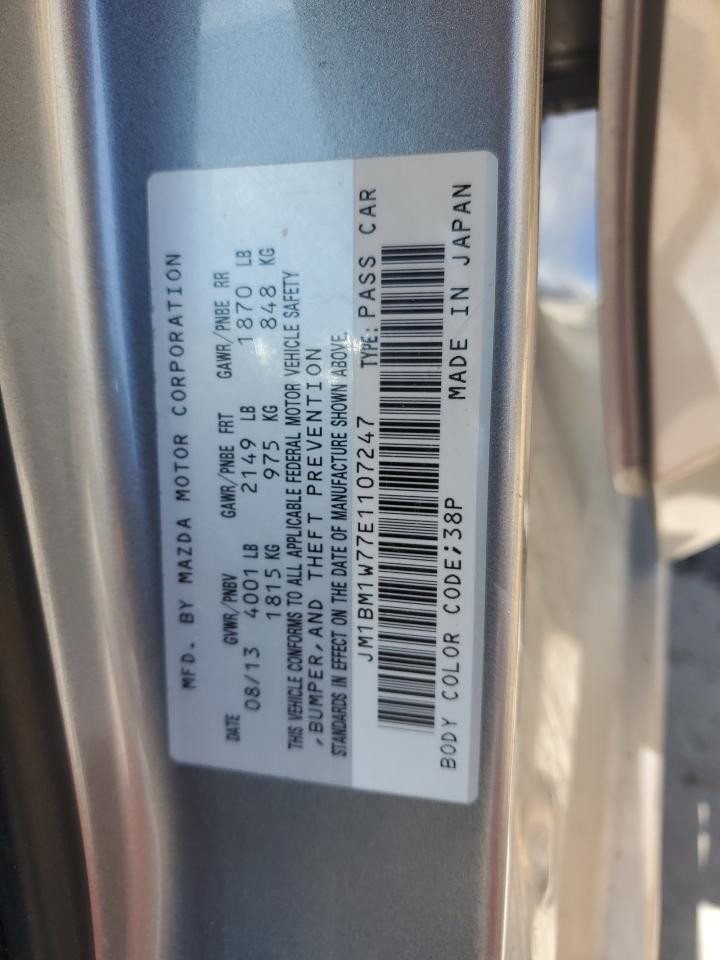 MFD. BY MAZDA MOTOR CORPORATION
DATE GVWR/PNBV GAWR/PNBE FRT GAWR/PNBE RR
08/13 4001 LB 2149 LB 1870 LB
1815 KG 975 KG 848 KG
THIS VEHICLE CONFORMS TO ALL APPLICABLE FEDERAL MOTOR VEHICLE SAFETY
,BUMPER,AND THEFT PREVENTION
STANDARDS IN EFFECT ON THE DATE OF MANUFACTURE SHOWN ABOVE.
JM1BM1W77E1107247 TYPE: PASS CAR
BODY COLOR CODE;38P MADE IN JAPAN